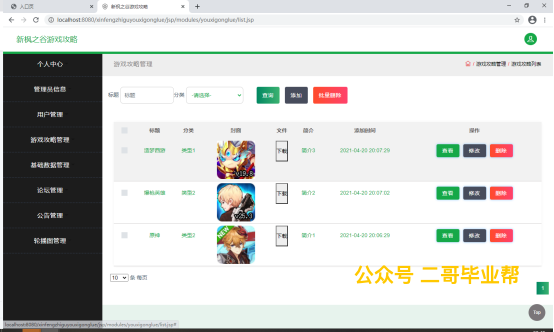 入口页
新枫之谷游戏攻略
localhost:8080/xinfengzhiguyouxigonglue/jsp/modules/youxigonglue/list.jsp
新枫之谷游戏攻略
个人中心
管理员信息
用户管理
游戏攻略管理
基础数据管理
论坛管理
公告管理
轮播图管理
游戏攻略管理
/ 游戏攻略管理 / 游戏攻略列表
标题 标题 分类 -请选择- 查询 添加 批量删除
标题 分类 封面 文件 简介 添加时间 操作
类型1 下载 简介3 2021-04-20 20:07:29 查看 修改 删除
类型2 下载 简介2 2021-04-20 20:07:02 查看 修改 删除
原神 类型2 下载 简介1 2021-04-20 20:06:29 查看 修改 删除
10 条 每页
公众号 二哥毕业帮
1
Top
localhost:8080/xinfengzhiguyouxigonglue/jsp/modules/youxigonglue/list.jsp#